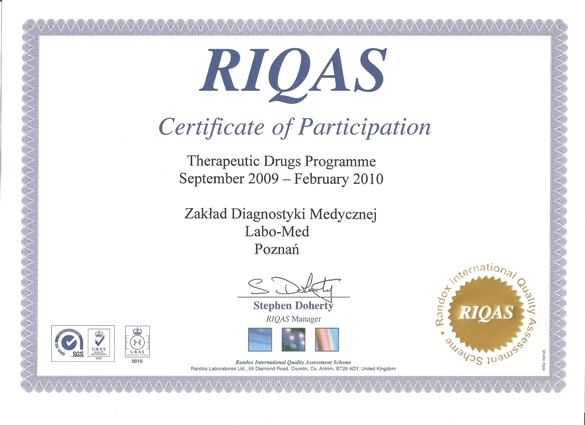 RIQAS
Certificate of Participation
Therapeutic Drugs Programme
September 2009 – February 2010
Zakład Diagnostyki Medycznej
Labo-Med
Poznań
S. Doherty
Stephen Doherty
RIQAS Manager
Randox International Quality Assessment Scheme
RIQAS
SGS
UKAS
UKAS
0010
Randox International Quality Assessment Scheme
Randox Laboratories Ltd., 55 Diamond Road, Crumlin, Co. Antrim, BT29 4QY, United Kingdom